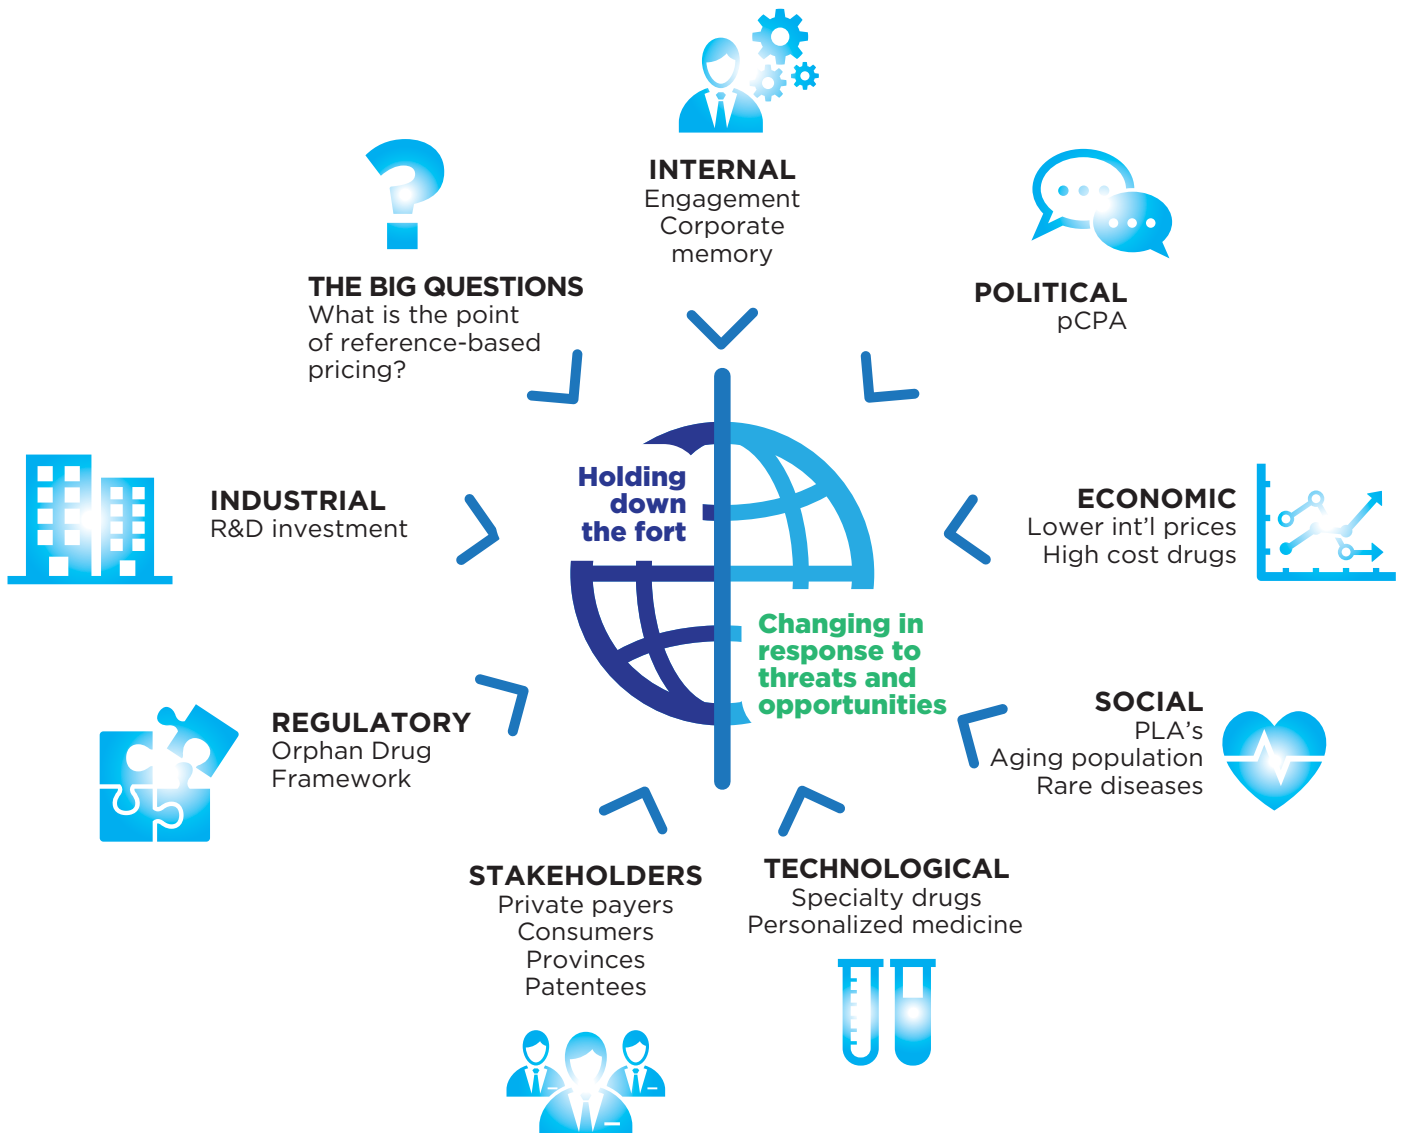 INTERNAL
Engagement
Corporate
memory
THE BIG QUESTIONS
What is the point
of reference-based
pricing?
POLITICAL
pCPA
Holding
down
the fort
INDUSTRIAL
R&D investment
ECONOMIC
Lower int’l prices
High cost drugs
Changing in
response to
threats and
opportunities
REGULATORY
Orphan Drug
Framework
SOCIAL
PLA’s
Aging population
Rare diseases
STAKEHOLDERS
Private payers
Consumers
Provinces
Patentees
TECHNOLOGICAL
Specialty drugs
Personalized medicine